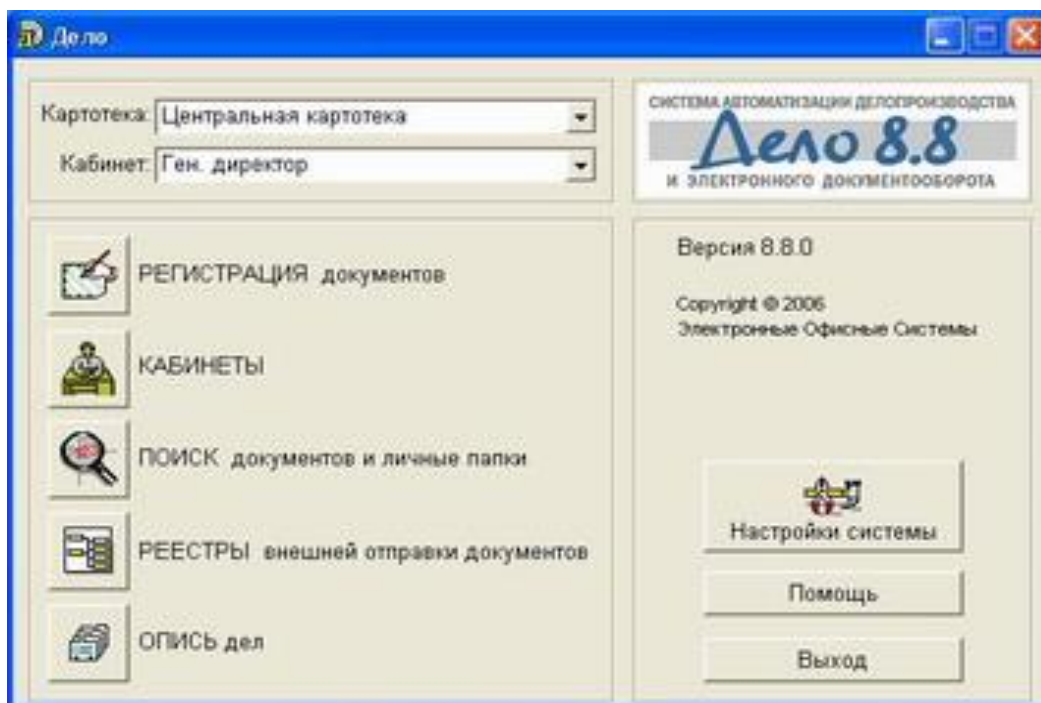 Дело
Картотека: Центральная картотека
Кабинет: Ген. директор
СИСТЕМА АВТОМАТИЗАЦИИ ДЕЛОПРОИЗВОДСТВА
Дело 8.8
И ЭЛЕКТРОННОГО ДОКУМЕНТООБОРОТА
РЕГИСТРАЦИЯ документов
КАБИНЕТЫ
ПОИСК документов и личные папки
РЕЕСТРЫ внешней отправки документов
ОПИСЬ дел
Версия 8.8.0
Copyright © 2006
Электронные Офисные Системы
Настройки системы
Помощь
Выход